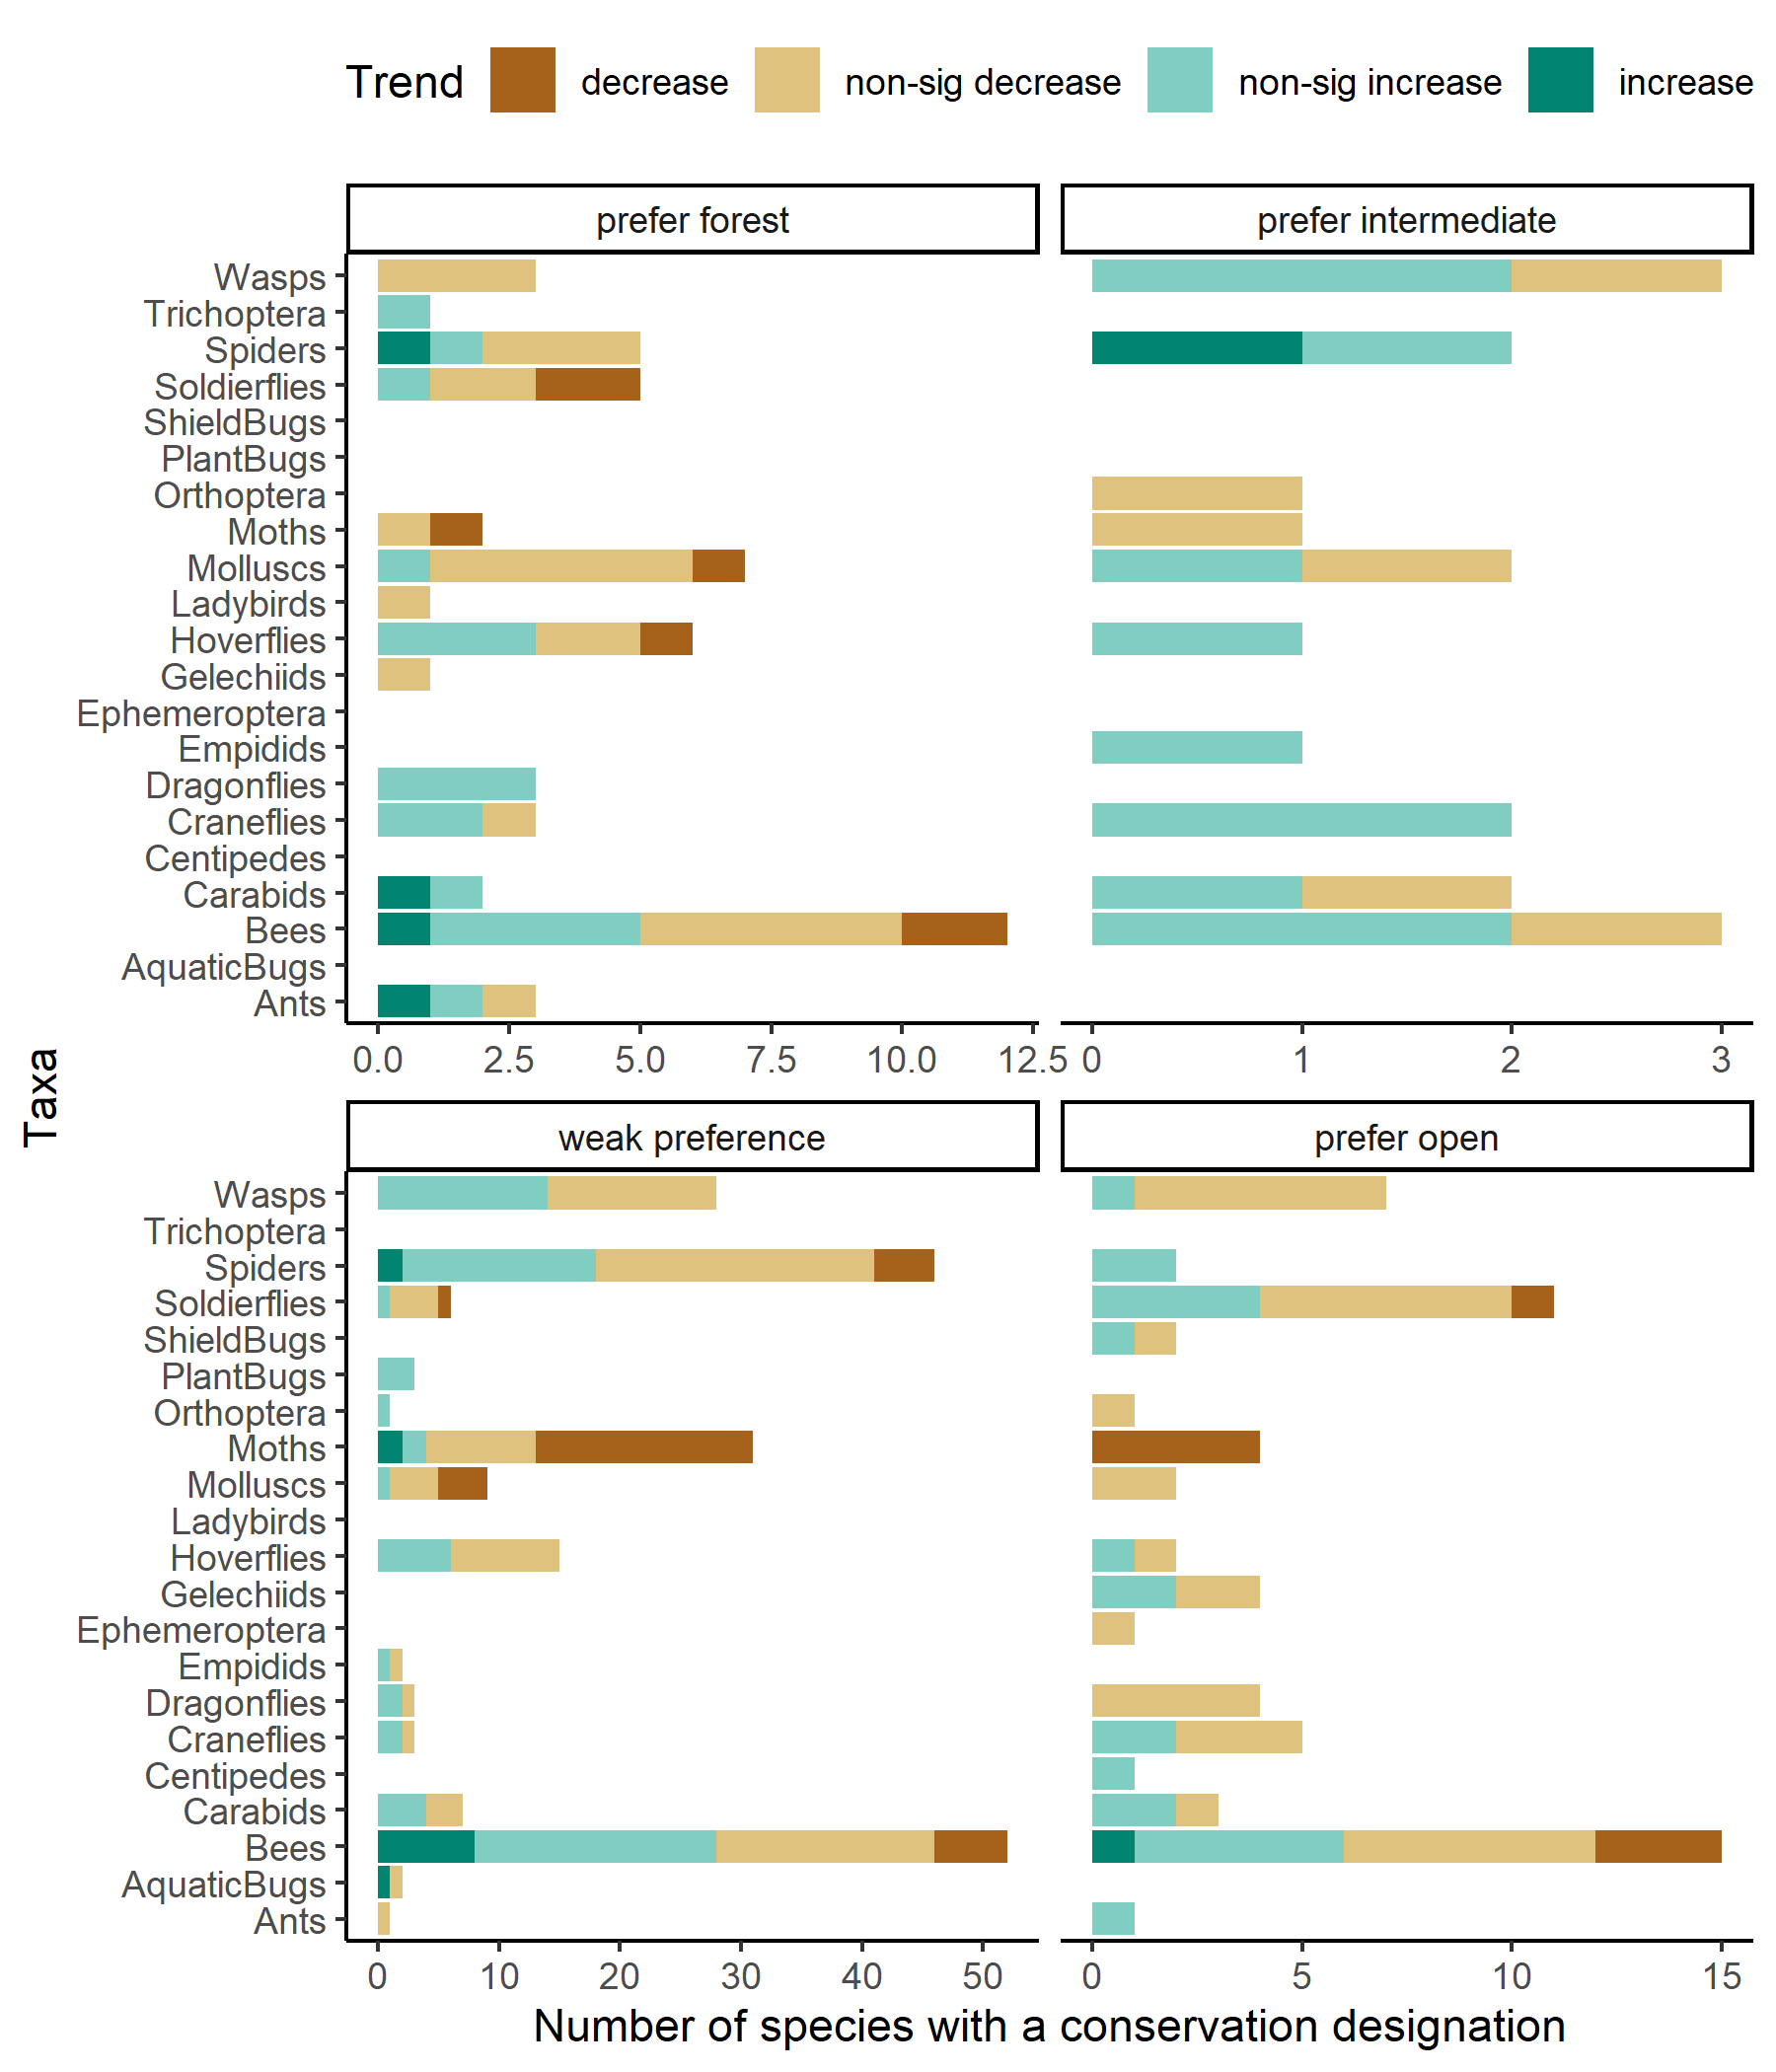 Trend decrease non-sig decrease non-sig increase increase
prefer forest prefer intermediate
Wasps
Trichoptera
Spiders
Soldierflies
ShieldBugs
PlantBugs
Orthoptera
Moths
Molluscs
Ladybirds
Hoverflies
Gelechiids
Ephemeroptera
Empidids
Dragonflies
Craneflies
Centipedes
Carabids
Bees
AquaticBugs
Ants
0.0 2.5 5.0 7.5 10.0 12.5 0 1 2 3
Taxa
weak preference prefer open
Wasps
Trichoptera
Spiders
Soldierflies
ShieldBugs
PlantBugs
Orthoptera
Moths
Molluscs
Ladybirds
Hoverflies
Gelechiids
Ephemeroptera
Empidids
Dragonflies
Craneflies
Centipedes
Carabids
Bees
AquaticBugs
Ants
0 10 20 30 40 50 0 5 10 15
Number of species with a conservation designation